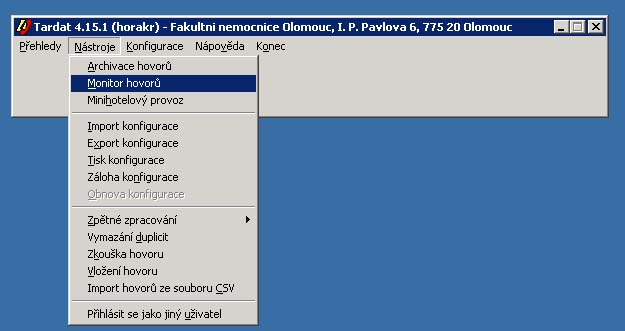 Tardat 4.15.1 (horakr) - Fakultni nemocnice Olomouc, I. P. Pavlova 6, 775 20 Olomouc
Přehledy Nástroje Konfigurace Nápověda Konec
Archivace hovorů
Monitor hovorů
Minihotelový provoz
Import konfigurace
Export konfigurace
Tisk konfigurace
Záloha konfigurace
Obnova konfigurace
Zpětné zpracování
Vymazání duplicit
Zkouška hovoru
Vložení hovoru
Import hovorů ze souboru CSV
Přihlásit se jako jiný uživatel